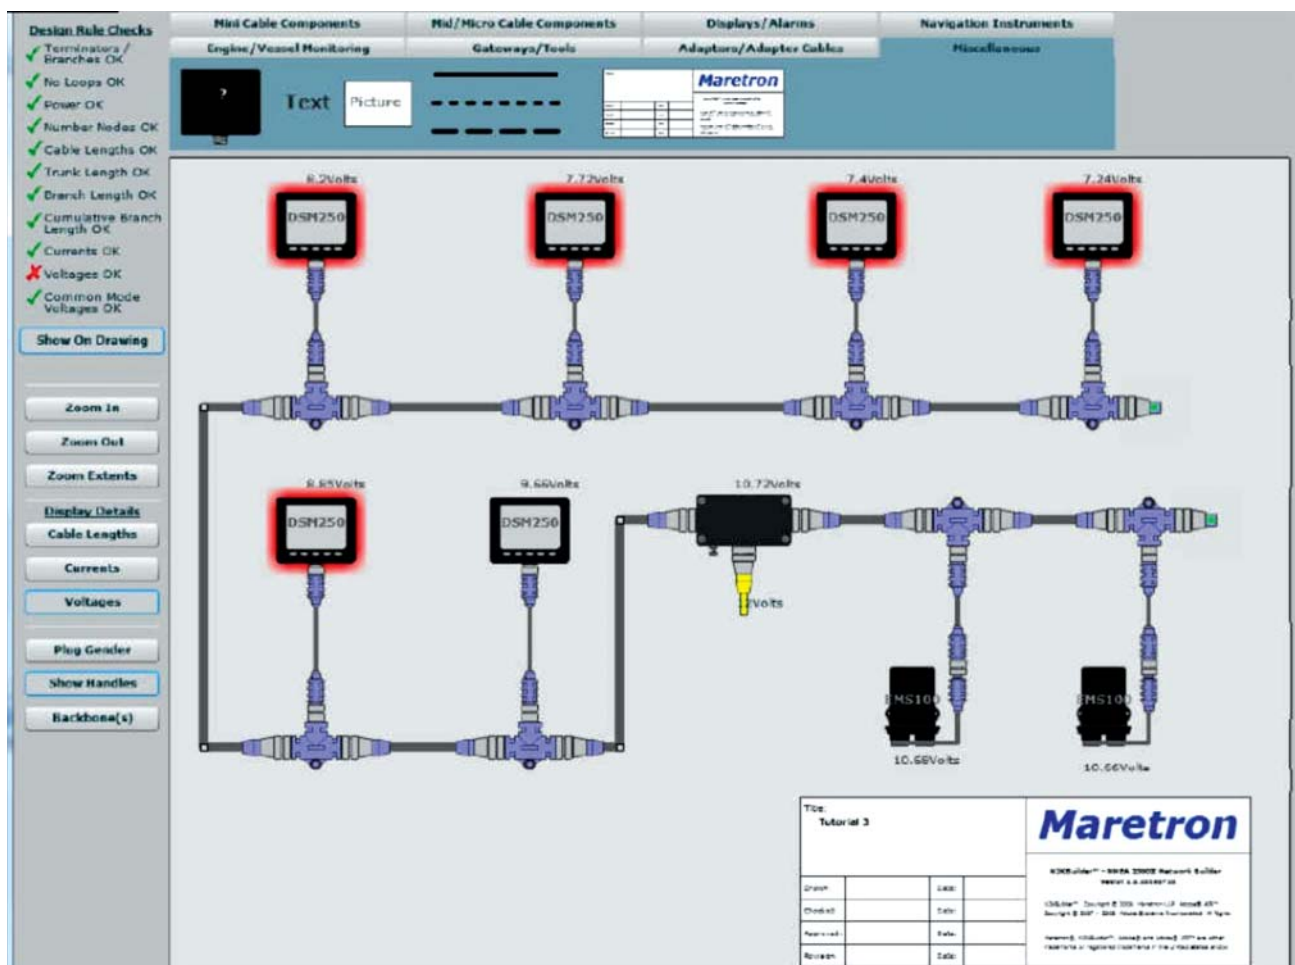 Design Rule Checks
Terminators /
Branches OK
No Loops OK
Power OK
Number Nodes OK
Cable Lengths OK
Trunk Length OK
Branch Length OK
Cumulative Branch
Length OK
Currents OK
Voltages OK
Common Mode
Voltages OK
Show On Drawing
Zoom In
Zoom Out
Zoom Extents
Display Details
Cable Lengths
Currents
Voltages
Plug Gender
Show Handles
Backbone(s)
Mini Cable Components
Mid/Micro Cable Components
Displays/Alarms
Navigation Instruments
Engine/Vessel Monitoring
Gateways/Tools
Adaptors/Adapter Cables
Miscellaneous
?
Text
Picture
Maretron
8.2Volts
7.72Volts
7.4Volts
7.24Volts
DSM250
DSM250
DSM250
DSM250
8.85Volts
9.66Volts
10.72Volts
DSM250
DSM250
Volts
EMS100
EMS100
10.68Volts
10.66Volts
Title:
Tutorial 3
Maretron
N2KBuilder™ - NMEA 2000® Network Builder
Drawn
Date:
Checked:
Date:
Approved:
Date:
Revision:
Date: